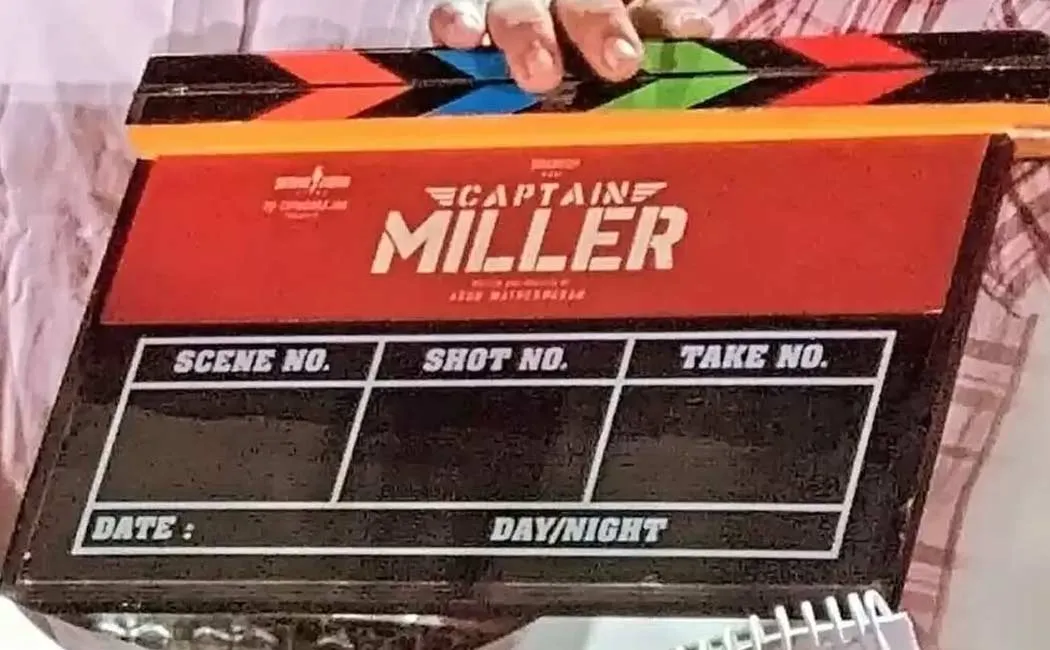 CAPTAIN
MILLER
SCENE NO. SHOT NO. TAKE NO.
DATE : DAY/NIGHT